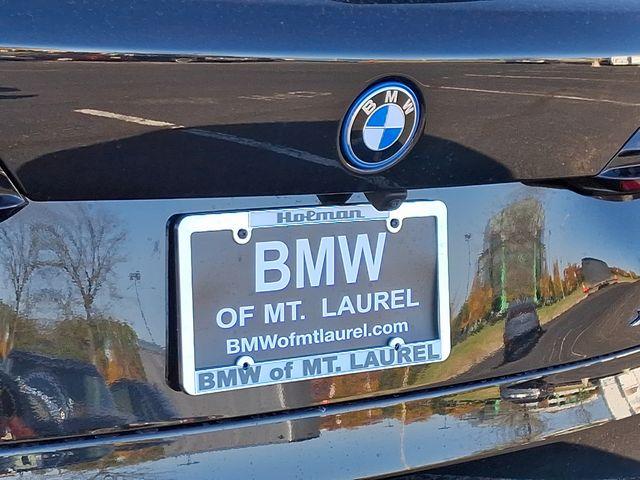 BMW
Holman
BMW
OF MT. LAUREL
BMWofmtlaurel.com
BMW of MT. LAUREL